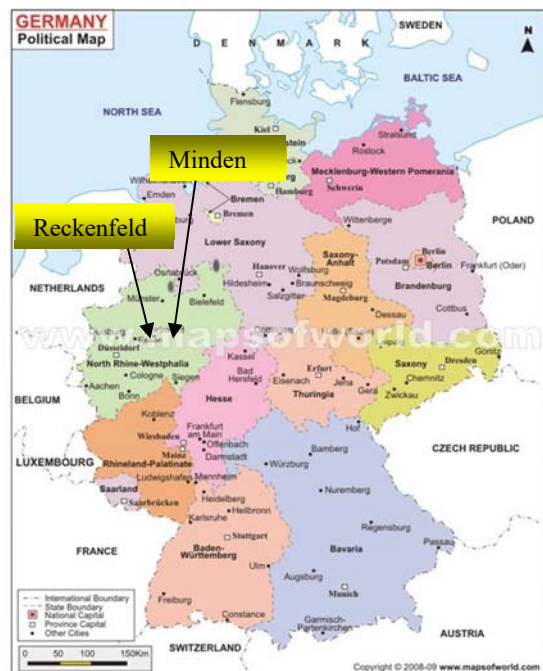 GERMANY
Political Map
SWEDEN
N
D E N M A R K
BALTIC SEA
NORTH SEA
Flensburg
Kiel
Stralsund
Rostock
Minden
Mecklenburg-Western Pomerania
Schwerin
Hamburg
Emden
Bremen
Bremen
Reckenfeld
Wittenberge
POLAND
Lower Saxony
Berlin
Potsdam
Berlin
Frankfurt (Oder)
Saxony-
Anhalt
Brandenburg
Osnabrück
Hanover
Wolfsburg
Braunschweig
Hildesheim
Salzgitter
Magdeburg
NETHERLANDS
Münster
Bielefeld
Cottbus
Dessau
www.mapsofworld.com
Göttingen
Leipzig
Düsseldorf
North Rhine-Westphalia
Kassel
Saxony
Dresden
Görlitz
Cologne
Siegen
Bad
Hersfeld
Erfurt
Eisenach
Jena
Gera
Chemnitz
Zwickau
Aachen
Bonn
Hesse
Thuringia
BELGIUM
Koblenz
Hof
Wiesbaden
Frankfurt
am Main
Offenbach
Mainz
Darmstadt
CZECH REPUBLIC
Bamberg
LUXEMBOURG
Rhineland-Palatinate
Würzburg
Ludwigshafen
Mannheim
Saarland
Saarbrücken
Heidelberg
Nuremberg
Heilbronn
Karlsruhe
Regensburg
Stuttgart
Baden-
Württemberg
Bavaria
Passau
FRANCE
Ulm
Augsburg
Munich
Freiburg
Constance
Garmisch-
Partenkirchen
SWITZERLAND
AUSTRIA
International Boundary
State Boundary
National Capital
Province Capital
Other Cities
0 50 100 150Km
Copyright © 2008-09 www.mapsofworld.com